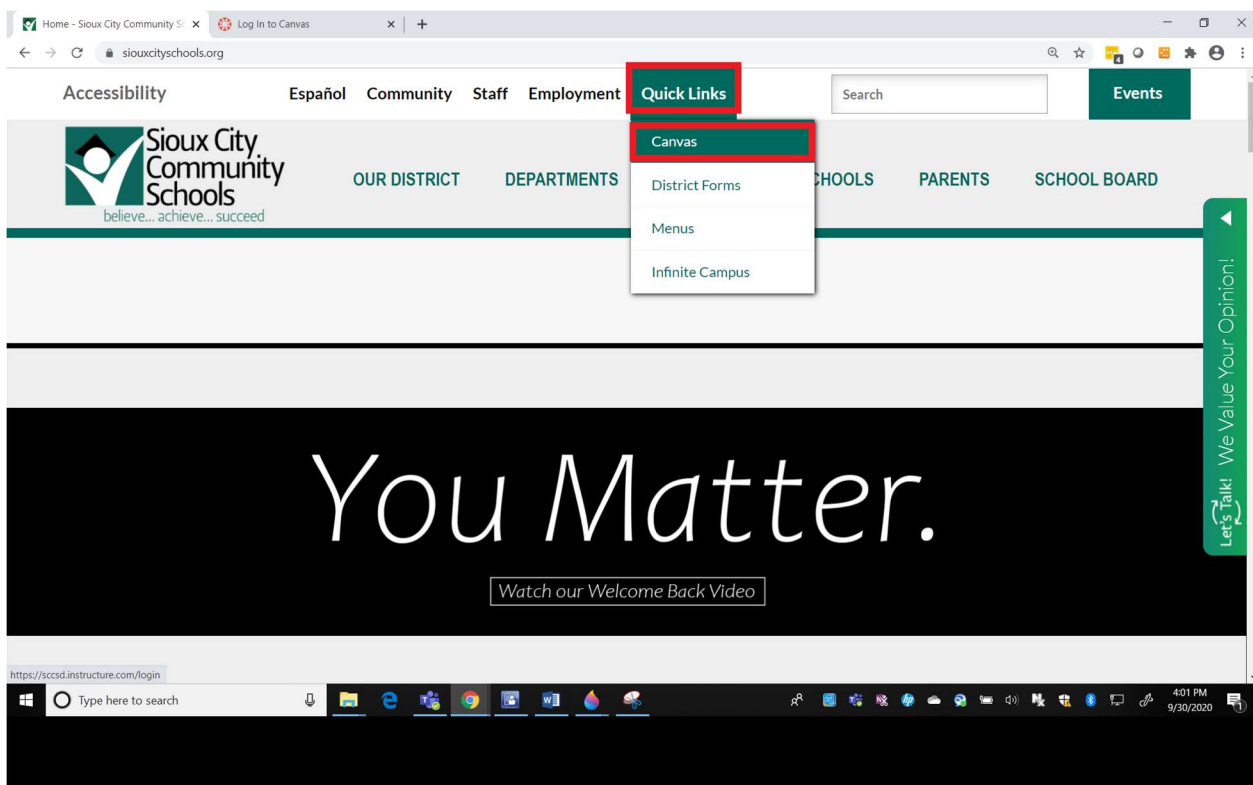 Home - Sioux City Community Sc
Log In to Canvas
siouxcityschools.org
4
Accessibility
Español Community Staff Employment Quick Links
Search
Events
Sioux City
Community
Schools
believe... achieve... succeed
OUR DISTRICT DEPARTMENTS CHOOLS PARENTS SCHOOL BOARD
Canvas
District Forms
Menus
Infinite Campus
Let's Talk! We Value Your Opinion!
You Matter.
Watch our Welcome Back Video
https://sccsd.instructure.com/login
Type here to search
4:01 PM
9/30/2020
1